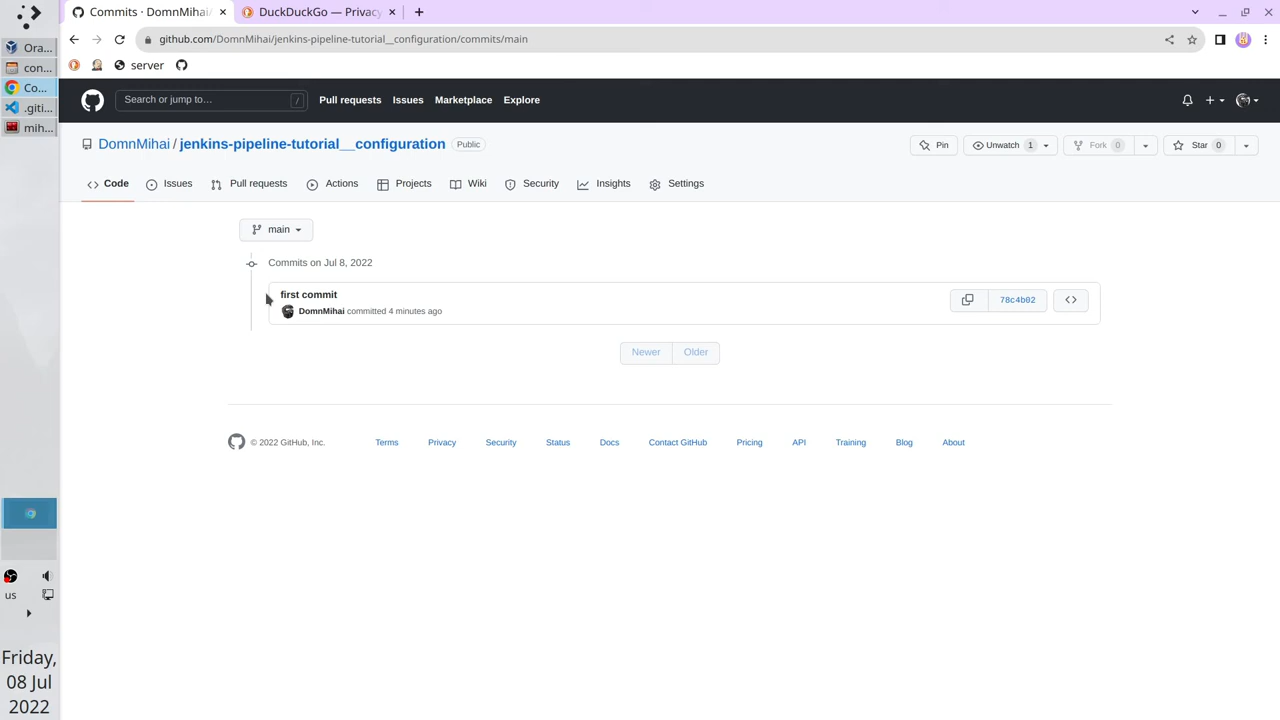 Commits · DomnMihai/
DuckDuckGo — Privacy
github.com/DomnMihai/jenkins-pipeline-tutorial__configuration/commits/main
server
Ora...
con...
Co...
.giti...
mih...
Search or jump to…
/
Pull requests
Issues
Marketplace
Explore
DomnMihai / jenkins-pipeline-tutorial__configuration
Public
Pin
Unwatch 1
Fork 0
Star 0
Code
Issues
Pull requests
Actions
Projects
Wiki
Security
Insights
Settings
main
Commits on Jul 8, 2022
first commit
DomnMihai committed 4 minutes ago
78c4b02
Newer
Older
© 2022 GitHub, Inc.
Terms
Privacy
Security
Status
Docs
Contact GitHub
Pricing
API
Training
Blog
About
us
Friday,
08 Jul
2022